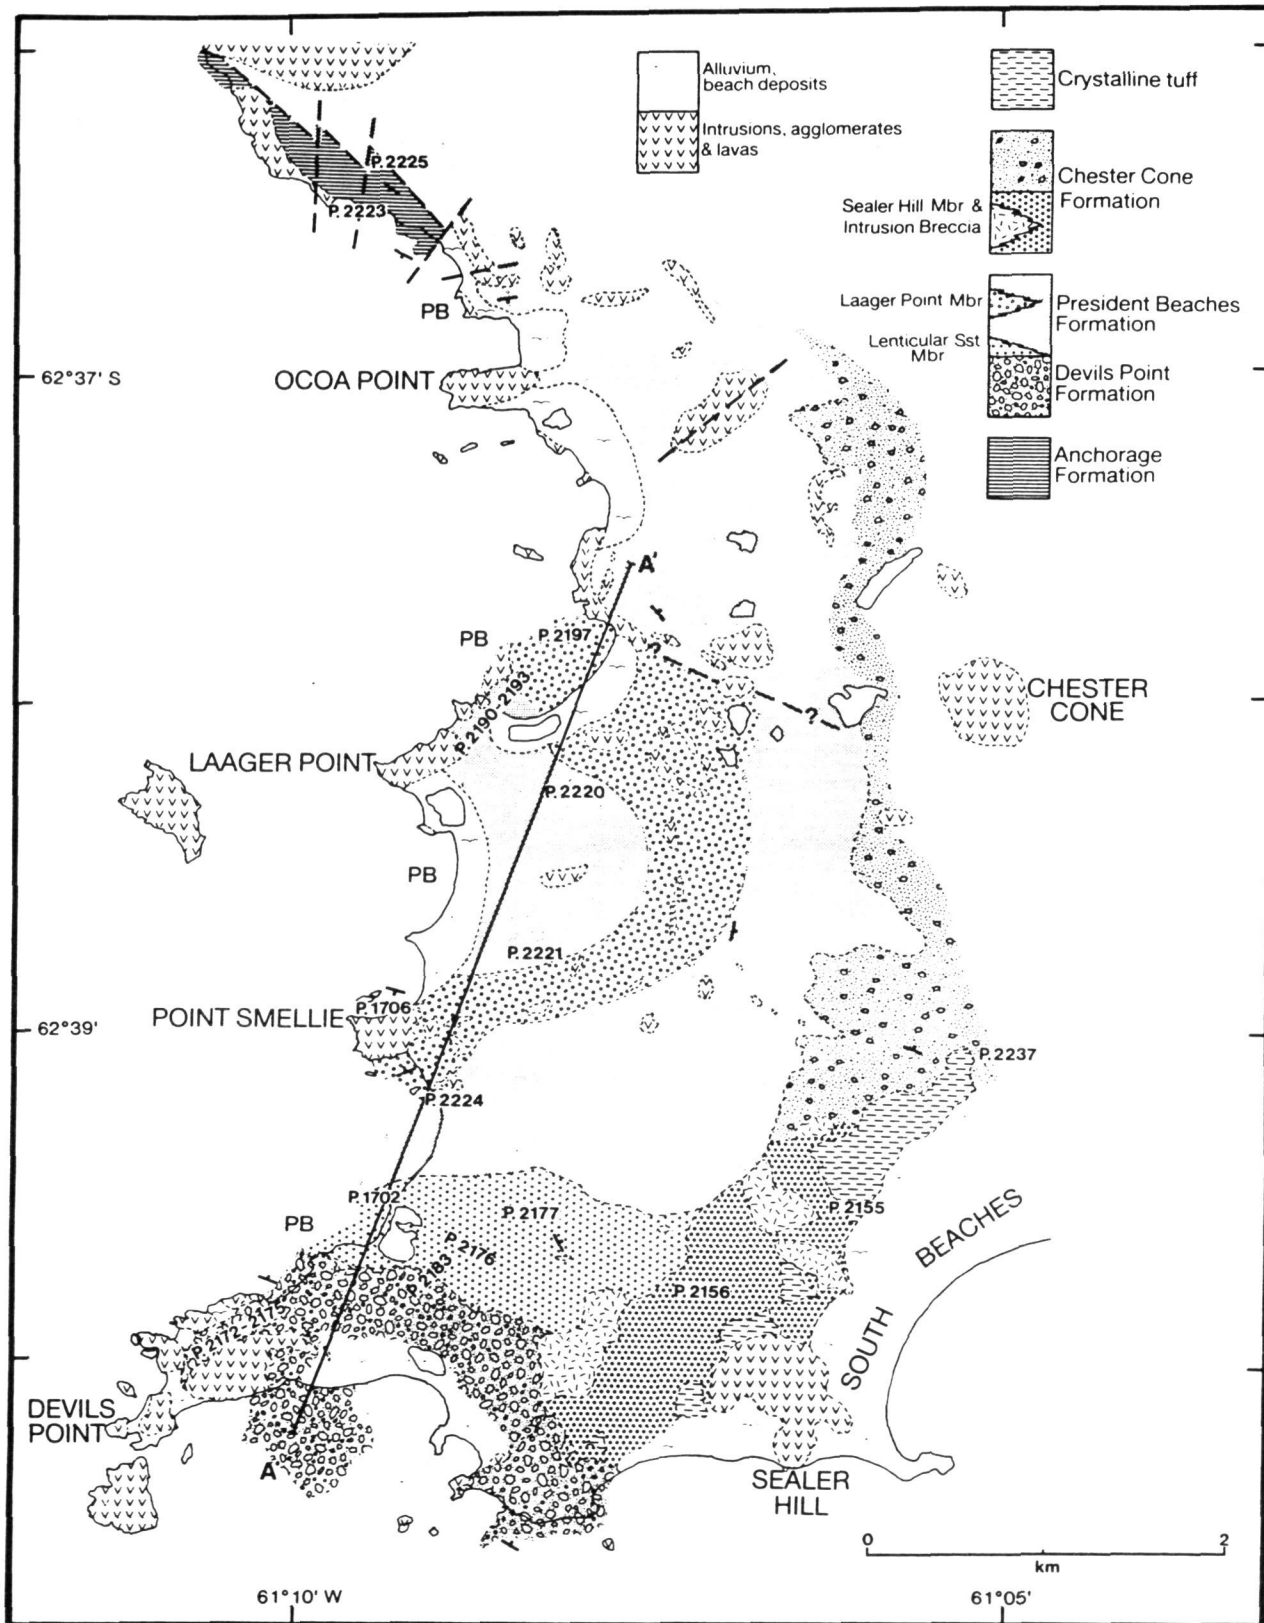 Alluvium,
beach deposits
Intrusions, agglomerates
& lavas
Crystalline tuff
Chester Cone
Formation
Sealer Hill Mbr &
Intrusion Breccia
Laager Point Mbr
President Beaches
Formation
Lenticular Sst
Mbr
Devils Point
Formation
Anchorage
Formation
P. 2225
P. 2223
PB
62°37' S
OCOA POINT
A'
P. 2197
PB
?
?
P. 2190-2193
CHESTER
CONE
LAAGER POINT
P. 2220
PB
P. 2221
P. 1706
POINT SMELLIE
62°39'
P. 2237
P. 2224
P. 1702
P. 2177
P. 2155
PB
P. 2176
P. 2183
BEACHES
SOUTH
P. 2156
P. 2172-2175
DEVILS
POINT
A
SEALER
HILL
0 2
km
61°10' W
61°05'